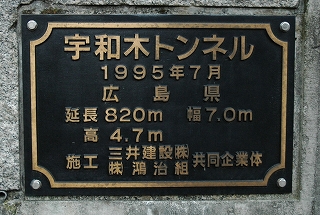 宇和木トンネル
1995年7月
広島県
延長 820m 幅 7.0m
高 4.7m
施工 三井建設㈱ 共同企業体
㈱鴻治組